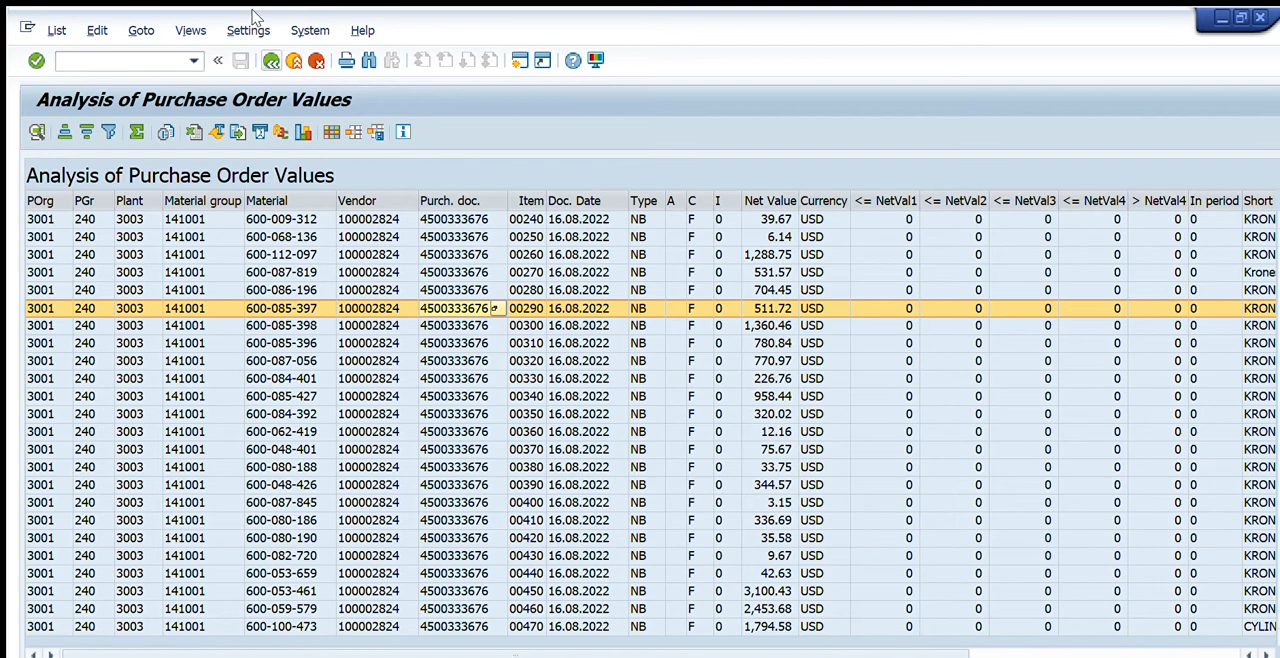 List Edit Goto Views Settings System Help
Analysis of Purchase Order Values
Analysis of Purchase Order Values
POrg PGr Plant Material group Material Vendor Purch. doc. Item Doc. Date Type A C I Net Value Currency <= NetVal1 <= NetVal2 <= NetVal3 <= NetVal4 > NetVal4 In period Short
3001 240 3003 141001 600-009-312 100002824 4500333676 00240 16.08.2022 NB F 0 39.67 USD 0 0 0 0 0 0 KRON
3001 240 3003 141001 600-068-136 100002824 4500333676 00250 16.08.2022 NB F 0 6.14 USD 0 0 0 0 0 0 KRON
3001 240 3003 141001 600-112-097 100002824 4500333676 00260 16.08.2022 NB F 0 1,288.75 USD 0 0 0 0 0 0 KRON
3001 240 3003 141001 600-087-819 100002824 4500333676 00270 16.08.2022 NB F 0 531.57 USD 0 0 0 0 0 0 Krone
3001 240 3003 141001 600-086-196 100002824 4500333676 00280 16.08.2022 NB F 0 704.45 USD 0 0 0 0 0 0 KRON
3001 240 3003 141001 600-085-397 100002824 4500333676 00290 16.08.2022 NB F 0 511.72 USD 0 0 0 0 0 0 KRON
3001 240 3003 141001 600-085-398 100002824 4500333676 00300 16.08.2022 NB F 0 1,360.46 USD 0 0 0 0 0 0 KRON
3001 240 3003 141001 600-085-396 100002824 4500333676 00310 16.08.2022 NB F 0 780.84 USD 0 0 0 0 0 0 KRON
3001 240 3003 141001 600-087-056 100002824 4500333676 00320 16.08.2022 NB F 0 770.97 USD 0 0 0 0 0 0 KRON
3001 240 3003 141001 600-084-401 100002824 4500333676 00330 16.08.2022 NB F 0 226.76 USD 0 0 0 0 0 0 KRON
3001 240 3003 141001 600-085-427 100002824 4500333676 00340 16.08.2022 NB F 0 958.44 USD 0 0 0 0 0 0 KRON
3001 240 3003 141001 600-084-392 100002824 4500333676 00350 16.08.2022 NB F 0 320.02 USD 0 0 0 0 0 0 KRON
3001 240 3003 141001 600-062-419 100002824 4500333676 00360 16.08.2022 NB F 0 12.16 USD 0 0 0 0 0 0 KRON
3001 240 3003 141001 600-048-401 100002824 4500333676 00370 16.08.2022 NB F 0 75.67 USD 0 0 0 0 0 0 KRON
3001 240 3003 141001 600-080-188 100002824 4500333676 00380 16.08.2022 NB F 0 33.75 USD 0 0 0 0 0 0 KRON
3001 240 3003 141001 600-048-426 100002824 4500333676 00390 16.08.2022 NB F 0 344.57 USD 0 0 0 0 0 0 KRON
3001 240 3003 141001 600-087-845 100002824 4500333676 00400 16.08.2022 NB F 0 3.15 USD 0 0 0 0 0 0 KRON
3001 240 3003 141001 600-080-186 100002824 4500333676 00410 16.08.2022 NB F 0 336.69 USD 0 0 0 0 0 0 KRON
3001 240 3003 141001 600-080-190 100002824 4500333676 00420 16.08.2022 NB F 0 35.58 USD 0 0 0 0 0 0 KRON
3001 240 3003 141001 600-082-720 100002824 4500333676 00430 16.08.2022 NB F 0 9.67 USD 0 0 0 0 0 0 KRON
3001 240 3003 141001 600-053-659 100002824 4500333676 00440 16.08.2022 NB F 0 42.63 USD 0 0 0 0 0 0 KRON
3001 240 3003 141001 600-053-461 100002824 4500333676 00450 16.08.2022 NB F 0 3,100.43 USD 0 0 0 0 0 0 KRON
3001 240 3003 141001 600-059-579 100002824 4500333676 00460 16.08.2022 NB F 0 2,453.68 USD 0 0 0 0 0 0 KRON
3001 240 3003 141001 600-100-473 100002824 4500333676 00470 16.08.2022 NB F 0 1,794.58 USD 0 0 0 0 0 0 CYLIN